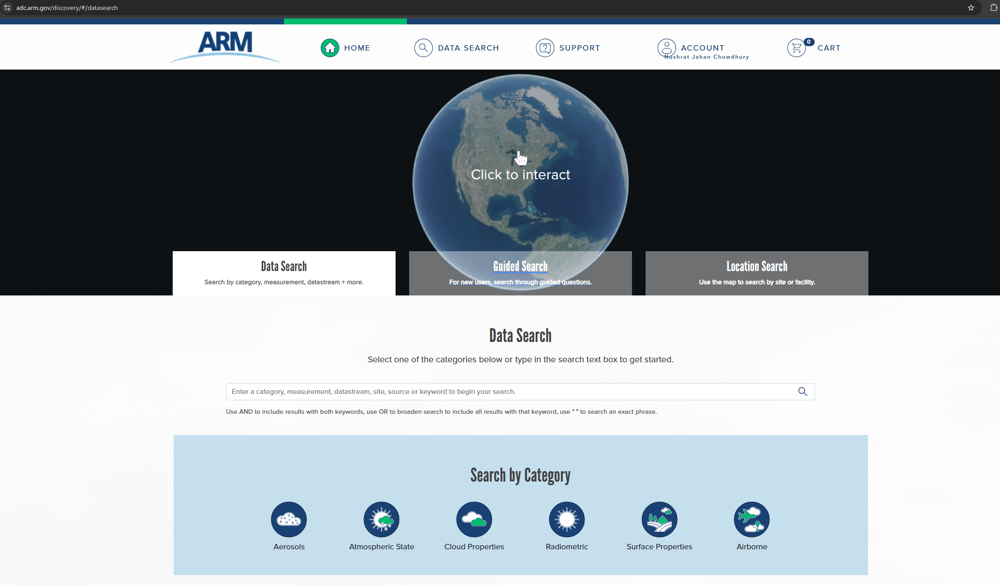 adc.arm.gov/discovery/#/datasearch
ARM
HOME
DATA SEARCH
SUPPORT
ACCOUNT
Nushrat Jahan Chowdhury
0
CART
Click to interact
Data Search
Search by category, measurement, datastream + more.
Guided Search
For new users, search through guided questions.
Location Search
Use the map to search by site or facility.
Data Search
Select one of the categories below or type in the search text box to get started.
Enter a category, measurement, datastream, site, source or keyword to begin your search.
Use AND to include results with both keywords, use OR to broaden search to include all results with that keyword, use " " to search an exact phrase.
Search by Category
Aerosols
Atmospheric State
Cloud Properties
Radiometric
Surface Properties
Airborne